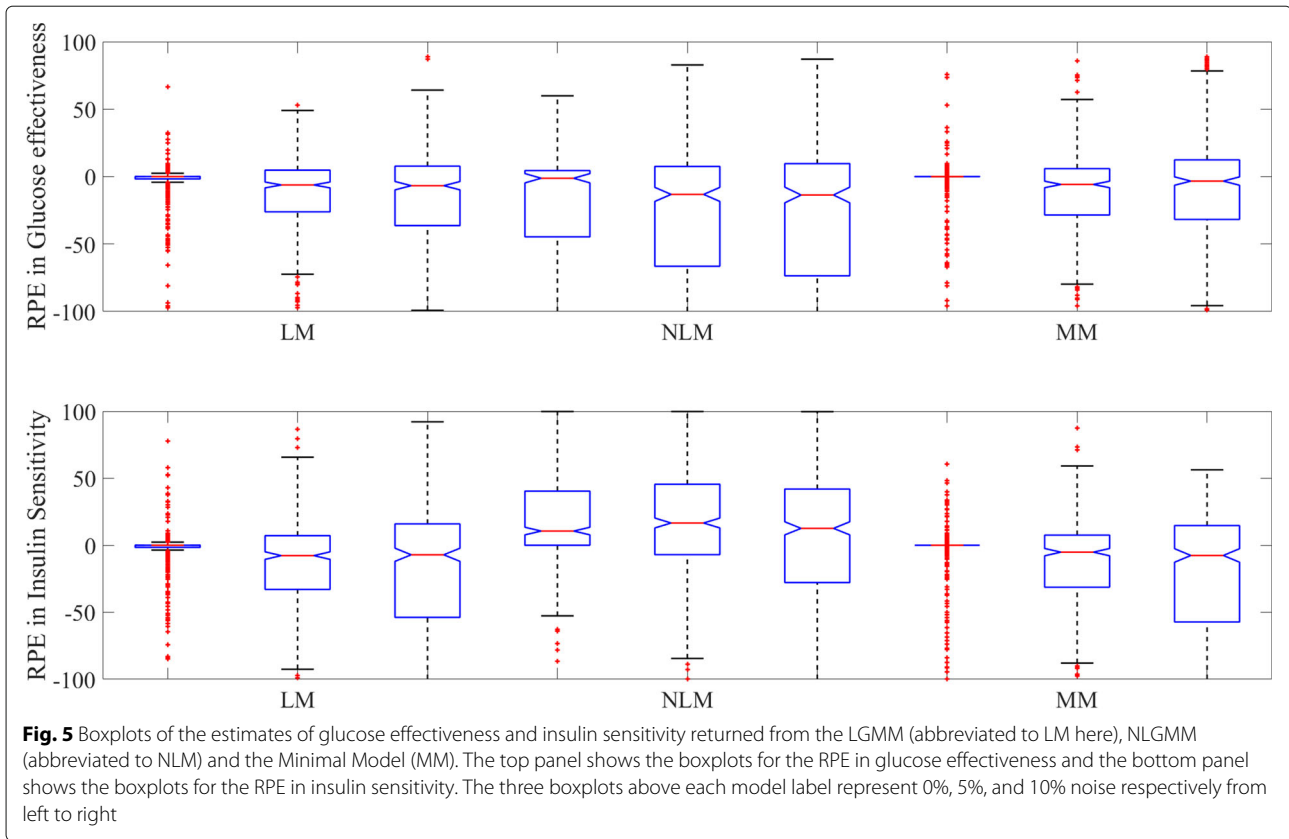 RPE in Glucose effectiveness
100
50
0
-50
-100
LM
NLM
MM
RPE in Insulin Sensitivity
100
50
0
-50
-100
LM
NLM
MM
Fig. 5 Boxplots of the estimates of glucose effectiveness and insulin sensitivity returned from the LGMM (abbreviated to LM here), NLGMM
(abbreviated to NLM) and the Minimal Model (MM). The top panel shows the boxplots for the RPE in glucose effectiveness and the bottom panel
shows the boxplots for the RPE in insulin sensitivity. The three boxplots above each model label represent 0%, 5%, and 10% noise respectively from
left to right